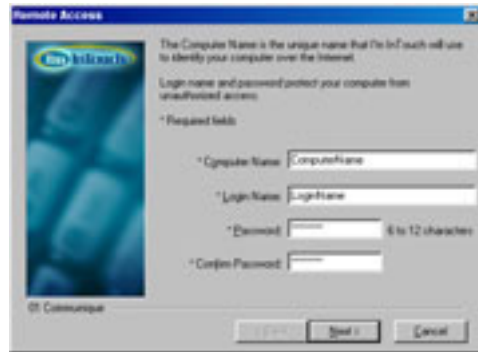 Remote Access
I'm InTouch
The Computer Name is the unique name that I'm InTouch will use
to identify your computer over the Internet.
Login name and password protect your computer from
unauthorized access.
* Required fields
* Computer Name: ComputerName
* Login Name: LoginName
* Password: ******* 6 to 12 characters
* Confirm Password: *******
01 Communique
< Back Next > Cancel